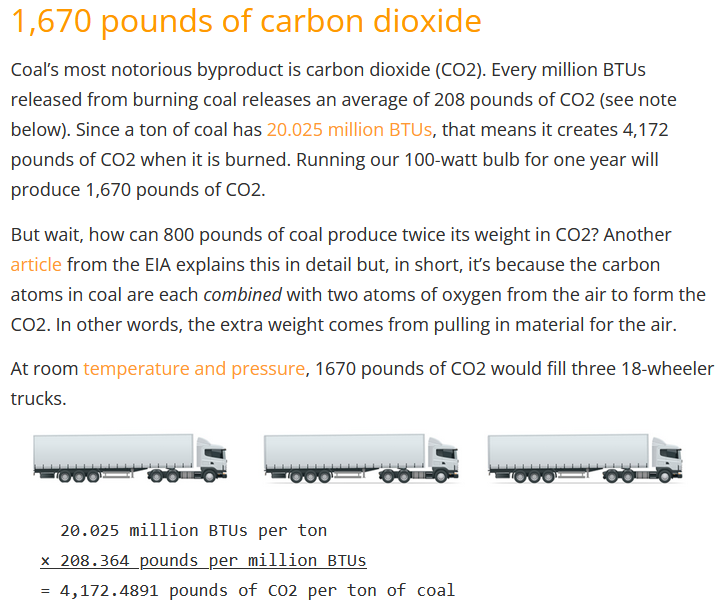 1,670 pounds of carbon dioxide
Coal's most notorious byproduct is carbon dioxide (CO2). Every million BTUs
released from burning coal releases an average of 208 pounds of CO2 (see note
below). Since a ton of coal has 20.025 million BTUs, that means it creates 4,172
pounds of CO2 when it is burned. Running our 100-watt bulb for one year will
produce 1,670 pounds of CO2.
But wait, how can 800 pounds of coal produce twice its weight in CO2? Another
article from the EIA explains this in detail but, in short, it's because the carbon
atoms in coal are each combined with two atoms of oxygen from the air to form the
CO2. In other words, the extra weight comes from pulling in material for the air.
At room temperature and pressure, 1670 pounds of CO2 would fill three 18-wheeler
trucks.
20.025 million BTUs per ton
x 208.364 pounds per million BTUs
= 4,172.4891 pounds of CO2 per ton of coal